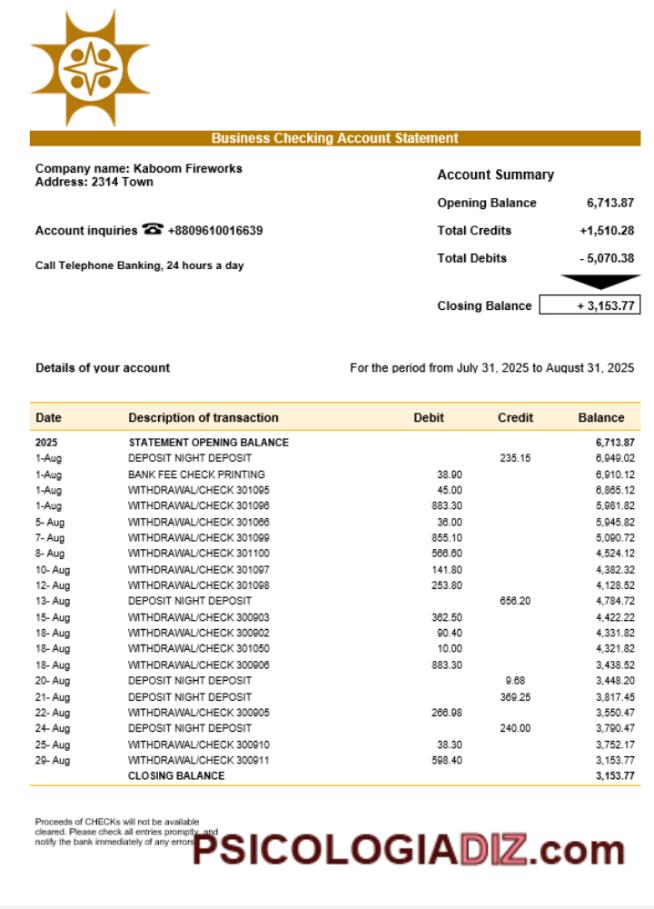 Business Checking Account Statement
Company name: Kaboom Fireworks
Address: 2314 Town
Account inquiries ☎ +8809610016639
Call Telephone Banking, 24 hours a day
Account Summary
Opening Balance 6,713.87
Total Credits +1,510.28
Total Debits - 5,070.38
Closing Balance + 3,153.77
Details of your account For the period from July 31, 2025 to August 31, 2025
Date Description of transaction Debit Credit Balance
2025 STATEMENT OPENING BALANCE 6,713.87
1-Aug DEPOSIT NIGHT DEPOSIT 235.15 6,949.02
1-Aug BANK FEE CHECK PRINTING 38.90 6,910.12
1-Aug WITHDRAWAL/CHECK 301095 45.00 6,865.12
1-Aug WITHDRAWAL/CHECK 301096 883.30 5,981.82
5- Aug WITHDRAWAL/CHECK 301066 36.00 5,945.82
7- Aug WITHDRAWAL/CHECK 301099 855.10 5,090.72
8- Aug WITHDRAWAL/CHECK 301100 566.60 4,524.12
10- Aug WITHDRAWAL/CHECK 301097 141.80 4,382.32
12- Aug WITHDRAWAL/CHECK 301098 253.80 4,128.52
13- Aug DEPOSIT NIGHT DEPOSIT 656.20 4,784.72
15- Aug WITHDRAWAL/CHECK 300903 362.50 4,422.22
18- Aug WITHDRAWAL/CHECK 300902 90.40 4,331.82
18- Aug WITHDRAWAL/CHECK 301050 10.00 4,321.82
18- Aug WITHDRAWAL/CHECK 300906 883.30 3,438.52
20- Aug DEPOSIT NIGHT DEPOSIT 9.68 3,448.20
21- Aug DEPOSIT NIGHT DEPOSIT 369.25 3,817.45
22- Aug WITHDRAWAL/CHECK 300905 266.98 3,550.47
24- Aug DEPOSIT NIGHT DEPOSIT 240.00 3,790.47
25- Aug WITHDRAWAL/CHECK 300910 38.30 3,752.17
29- Aug WITHDRAWAL/CHECK 300911 598.40 3,153.77
CLOSING BALANCE 3,153.77
Proceeds of CHECKs will not be available
cleared. Please check all entries promptly, and
notify the bank immediately of any errors
PSICOLOGIADIZ.com